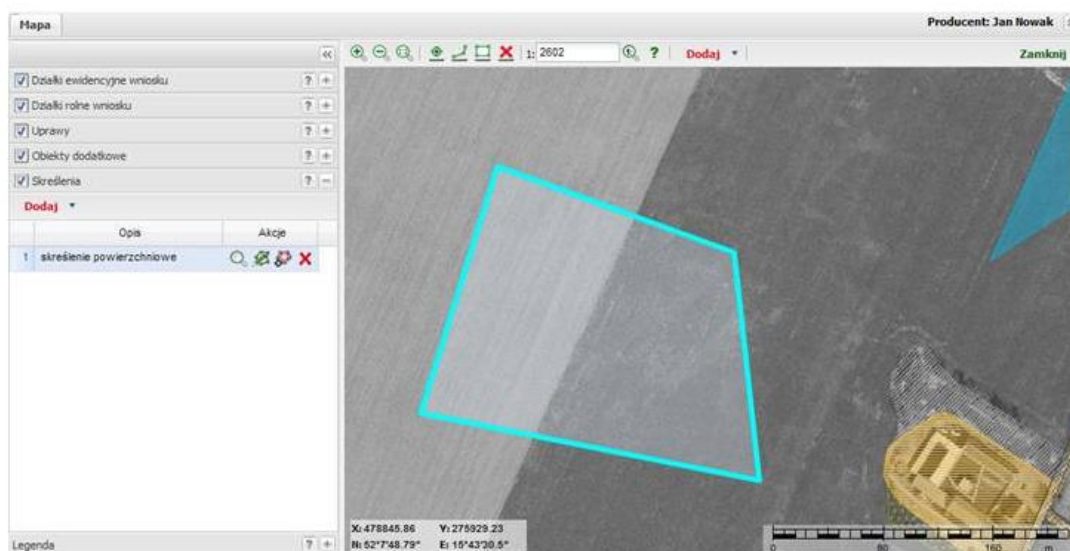 Mapa
Producent: Jan Nowak
1: 2602
Dodaj
Zamknij
Działki ewidencyjne wniosku
Działki rolne wniosku
Uprawy
Obiekty dodatkowe
Skreślenia
Dodaj
Opis Akcje
1 skreślenie powierzchniowe
X: 478845.86 Y: 275929.23
N: 52°7'48.79" E: 15°43'30.5"
0 80 160 m
Legenda